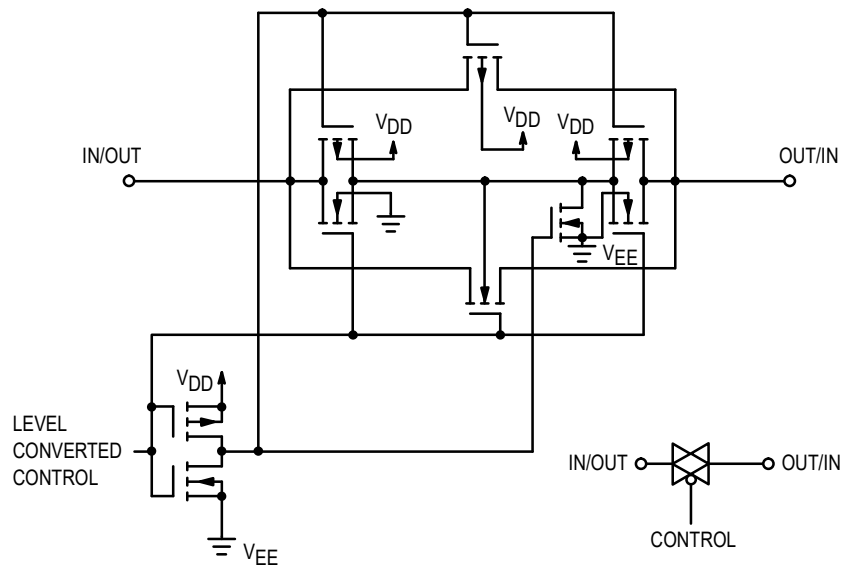 VDD
VDD
VDD
IN/OUT
OUT/IN
VEE
VDD
LEVEL
CONVERTED
CONTROL
VEE
IN/OUT
OUT/IN
CONTROL